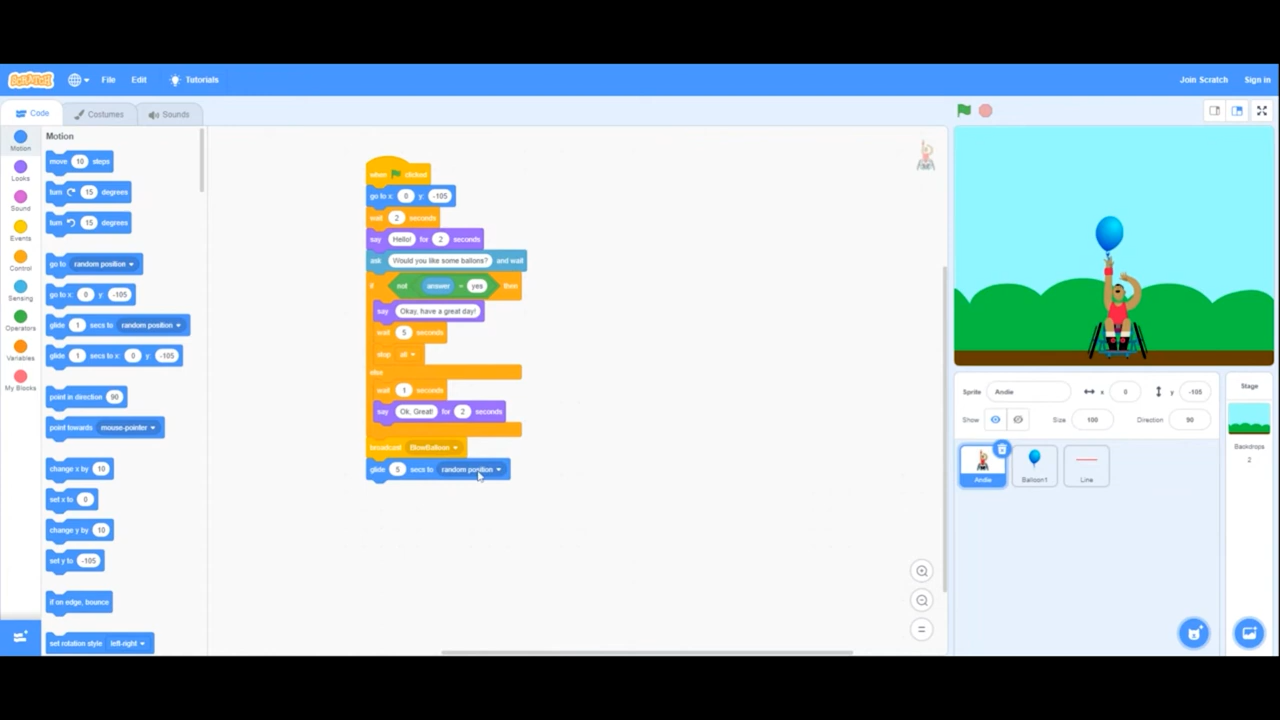 SCRATCH File Edit Tutorials Join Scratch Sign in
Code Costumes Sounds
Motion
Looks
Sound
Events
Control
Sensing
Operators
Variables
My Blocks
Motion
move 10 steps
turn 15 degrees
turn 15 degrees
go to random position
go to x: 0 y: -105
glide 1 secs to random position
glide 1 secs to x: 0 y: -105
point in direction 90
point towards mouse-pointer
change x by 10
set x to 0
change y by 10
set y to -105
if on edge, bounce
set rotation style left-right
when clicked
go to x: 0 y: -105
wait 2 seconds
say Hello! for 2 seconds
ask Would you like some ballons? and wait
if not answer = yes then
say Okay, have a great day!
wait 5 seconds
stop all
else
wait 1 seconds
say Ok, Great! for 2 seconds
broadcast BlowBalloon
glide 5 secs to random position
Sprite Andie x 0 y -105
Show Size 100 Direction 90
Andie Balloon1 Line
Stage
Backdrops
2